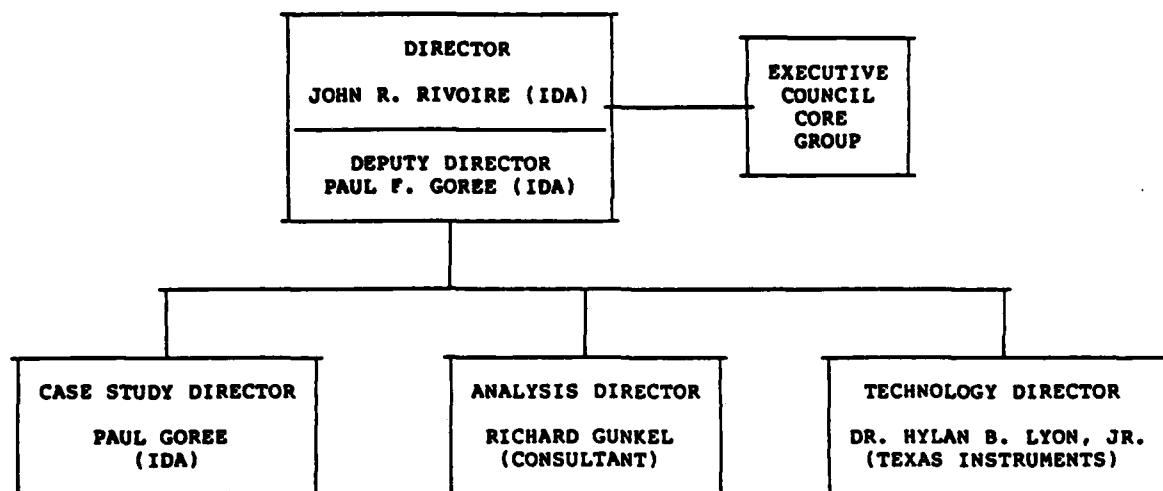 DIRECTOR
JOHN R. RIVOIRE (IDA)
DEPUTY DIRECTOR
PAUL F. GOREE (IDA)
EXECUTIVE
COUNCIL
CORE
GROUP
CASE STUDY DIRECTOR
PAUL GOREE
(IDA)
ANALYSIS DIRECTOR
RICHARD GUNKEL
(CONSULTANT)
TECHNOLOGY DIRECTOR
DR. HYLAN B. LYON, JR.
(TEXAS INSTRUMENTS)